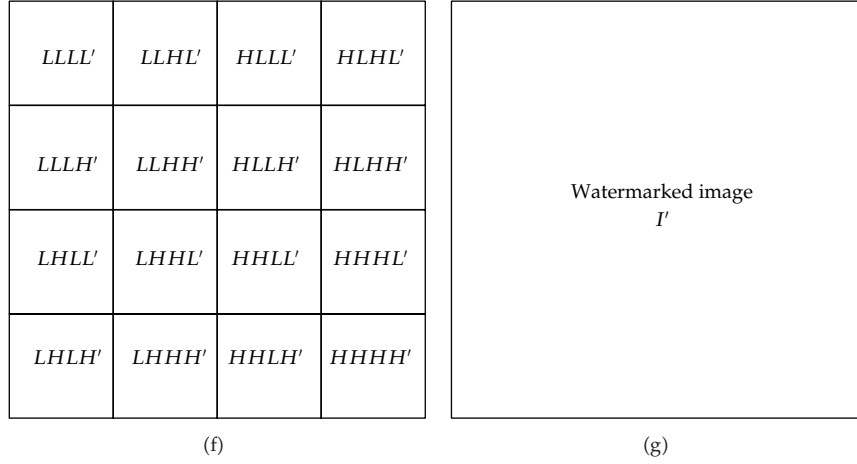 LLLL′ LLHL′ HLLL′ HLHL′
LLLH′ LLHH′ HLLH′ HLHH′
LHLL′ LHHL′ HHLL′ HHHL′
LHLH′ LHHH′ HHLH′ HHHH′
(f)
Watermarked image
I′
(g)